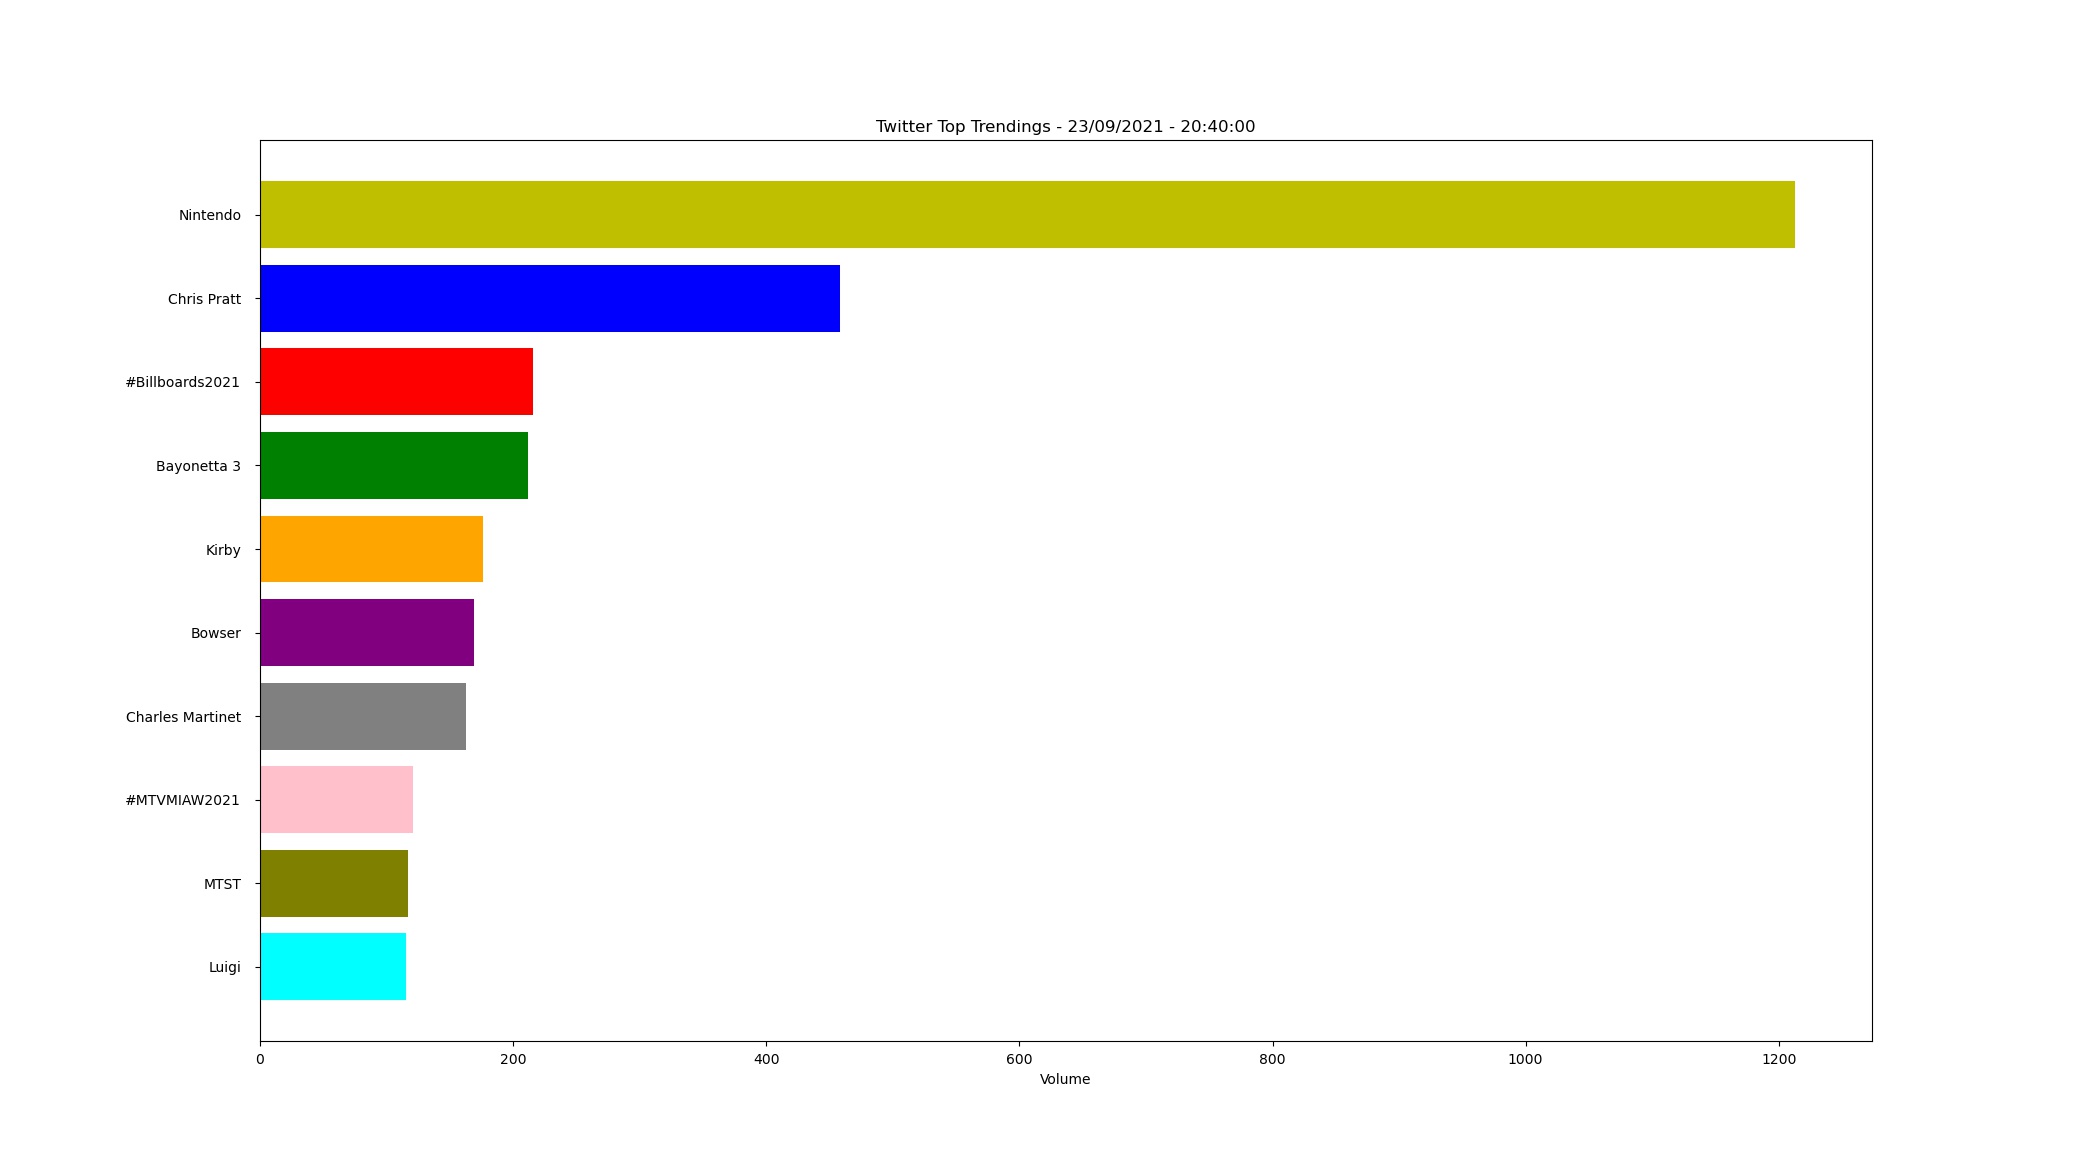 Twitter Top Trendings - 23/09/2021 - 20:40:00
Nintendo
Chris Pratt
#Billboards2021
Bayonetta 3
Kirby
Bowser
Charles Martinet
#MTVMIAW2021
MTST
Luigi
0 200 400 600 800 1000 1200
Volume